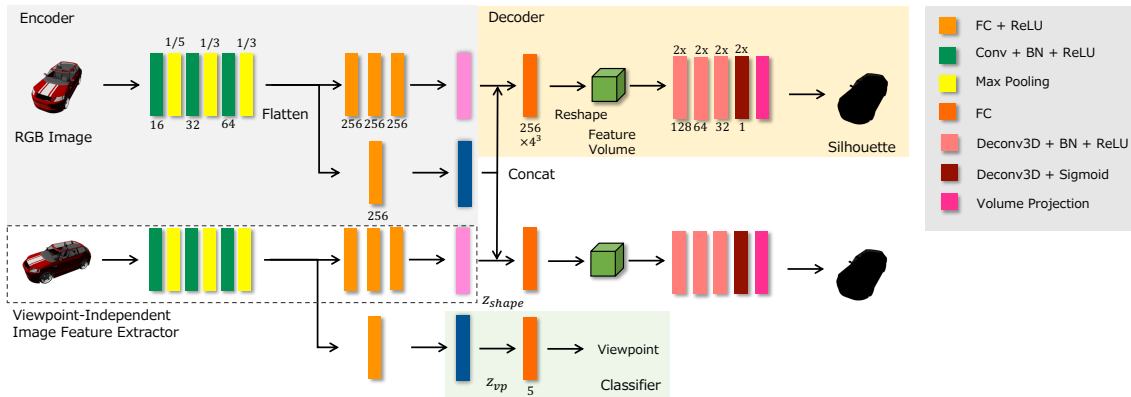 Encoder
Decoder
1/5 1/3 1/3
2x 2x 2x 2x
FC + ReLU
Conv + BN + ReLU
Max Pooling
FC
Deconv3D + BN + ReLU
Deconv3D + Sigmoid
Volume Projection
RGB Image
16 32 64
Flatten
256 256 256
256
×4³
Reshape
Feature
Volume
128 64 32 1
Silhouette
Concat
256
Viewpoint-Independent
Image Feature Extractor
Z_shape
Z_vp
5
Viewpoint
Classifier